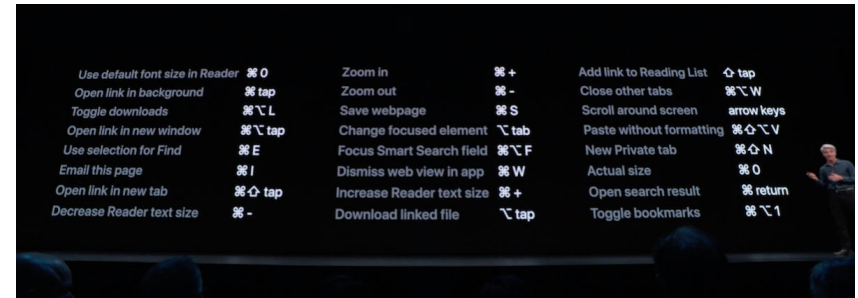 Use default font size in Reader ⌘ 0
Open link in background ⌘ tap
Toggle downloads ⌘⌥ L
Open link in new window ⌘⌥ tap
Use selection for Find ⌘ E
Email this page ⌘ I
Open link in new tab ⌘⇧ tap
Decrease Reader text size ⌘ -
Zoom in ⌘ +
Zoom out ⌘ -
Save webpage ⌘ S
Change focused element ⌥ tab
Focus Smart Search field ⌘⌥ F
Dismiss web view in app ⌘ W
Increase Reader text size ⌘ +
Download linked file ⌥ tap
Add link to Reading List ⇧ tap
Close other tabs ⌘⌥ W
Scroll around screen arrow keys
Paste without formatting ⌘⇧⌥ V
New Private tab ⌘⇧ N
Actual size ⌘ 0
Open search result ⌘ return
Toggle bookmarks ⌘⌥ 1